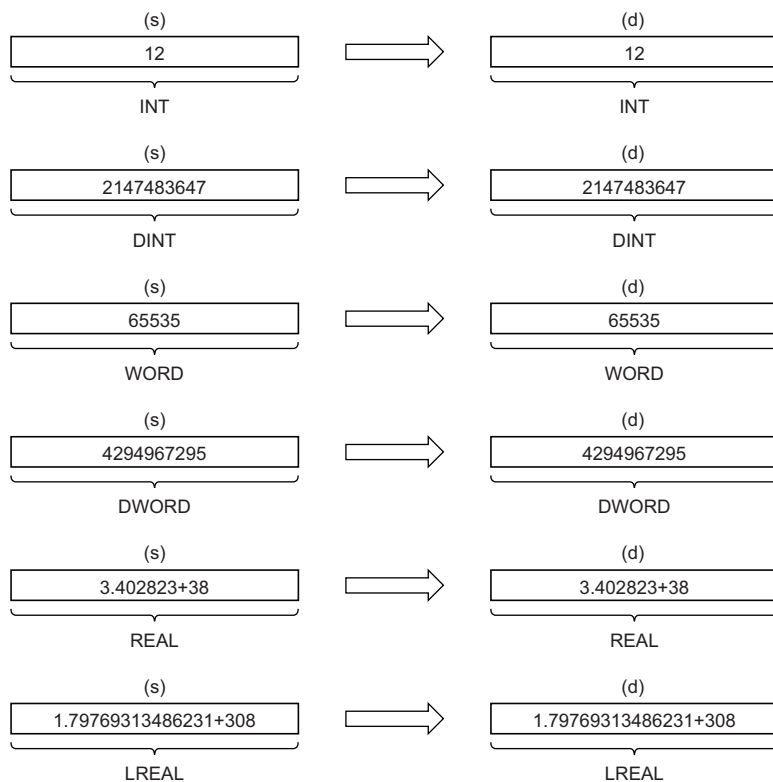 (s) (d)
12 12
INT INT
(s) (d)
2147483647 2147483647
DINT DINT
(s) (d)
65535 65535
WORD WORD
(s) (d)
4294967295 4294967295
DWORD DWORD
(s) (d)
3.402823+38 3.402823+38
REAL REAL
(s) (d)
1.79769313486231+308 1.79769313486231+308
LREAL LREAL